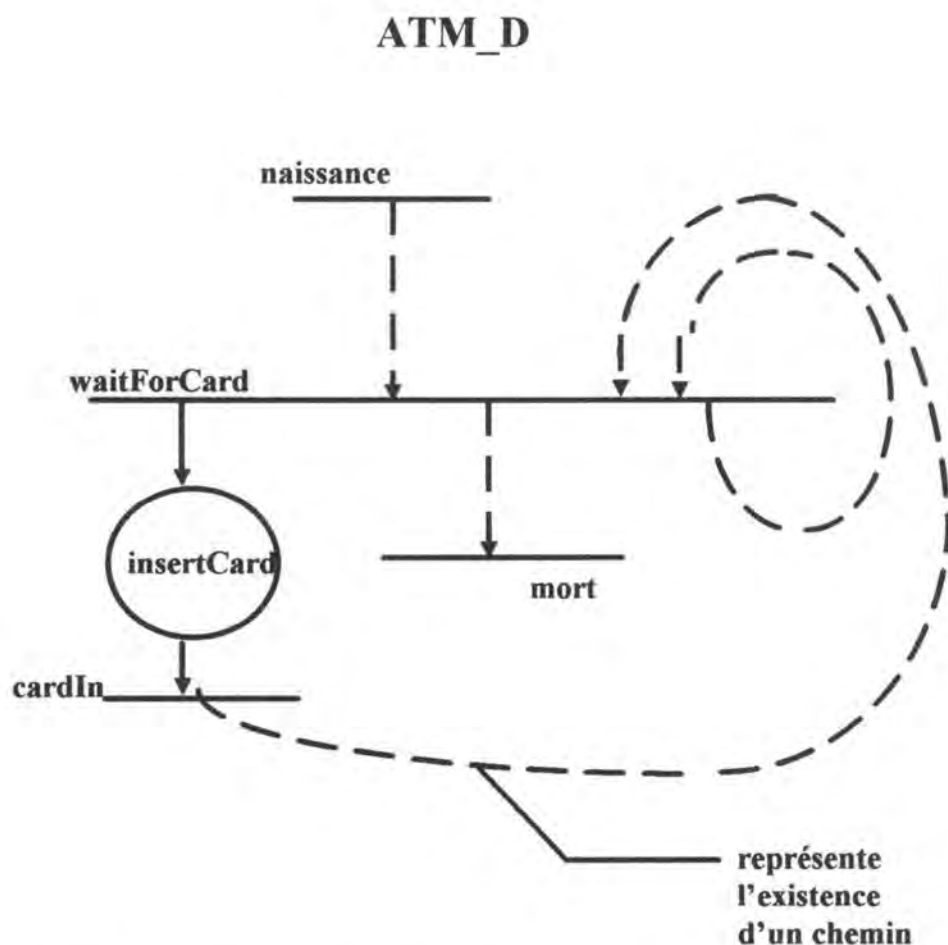 ATM_D
naissance
waitForCard
insertCard
mort
cardIn
représente
l'existence
d'un chemin